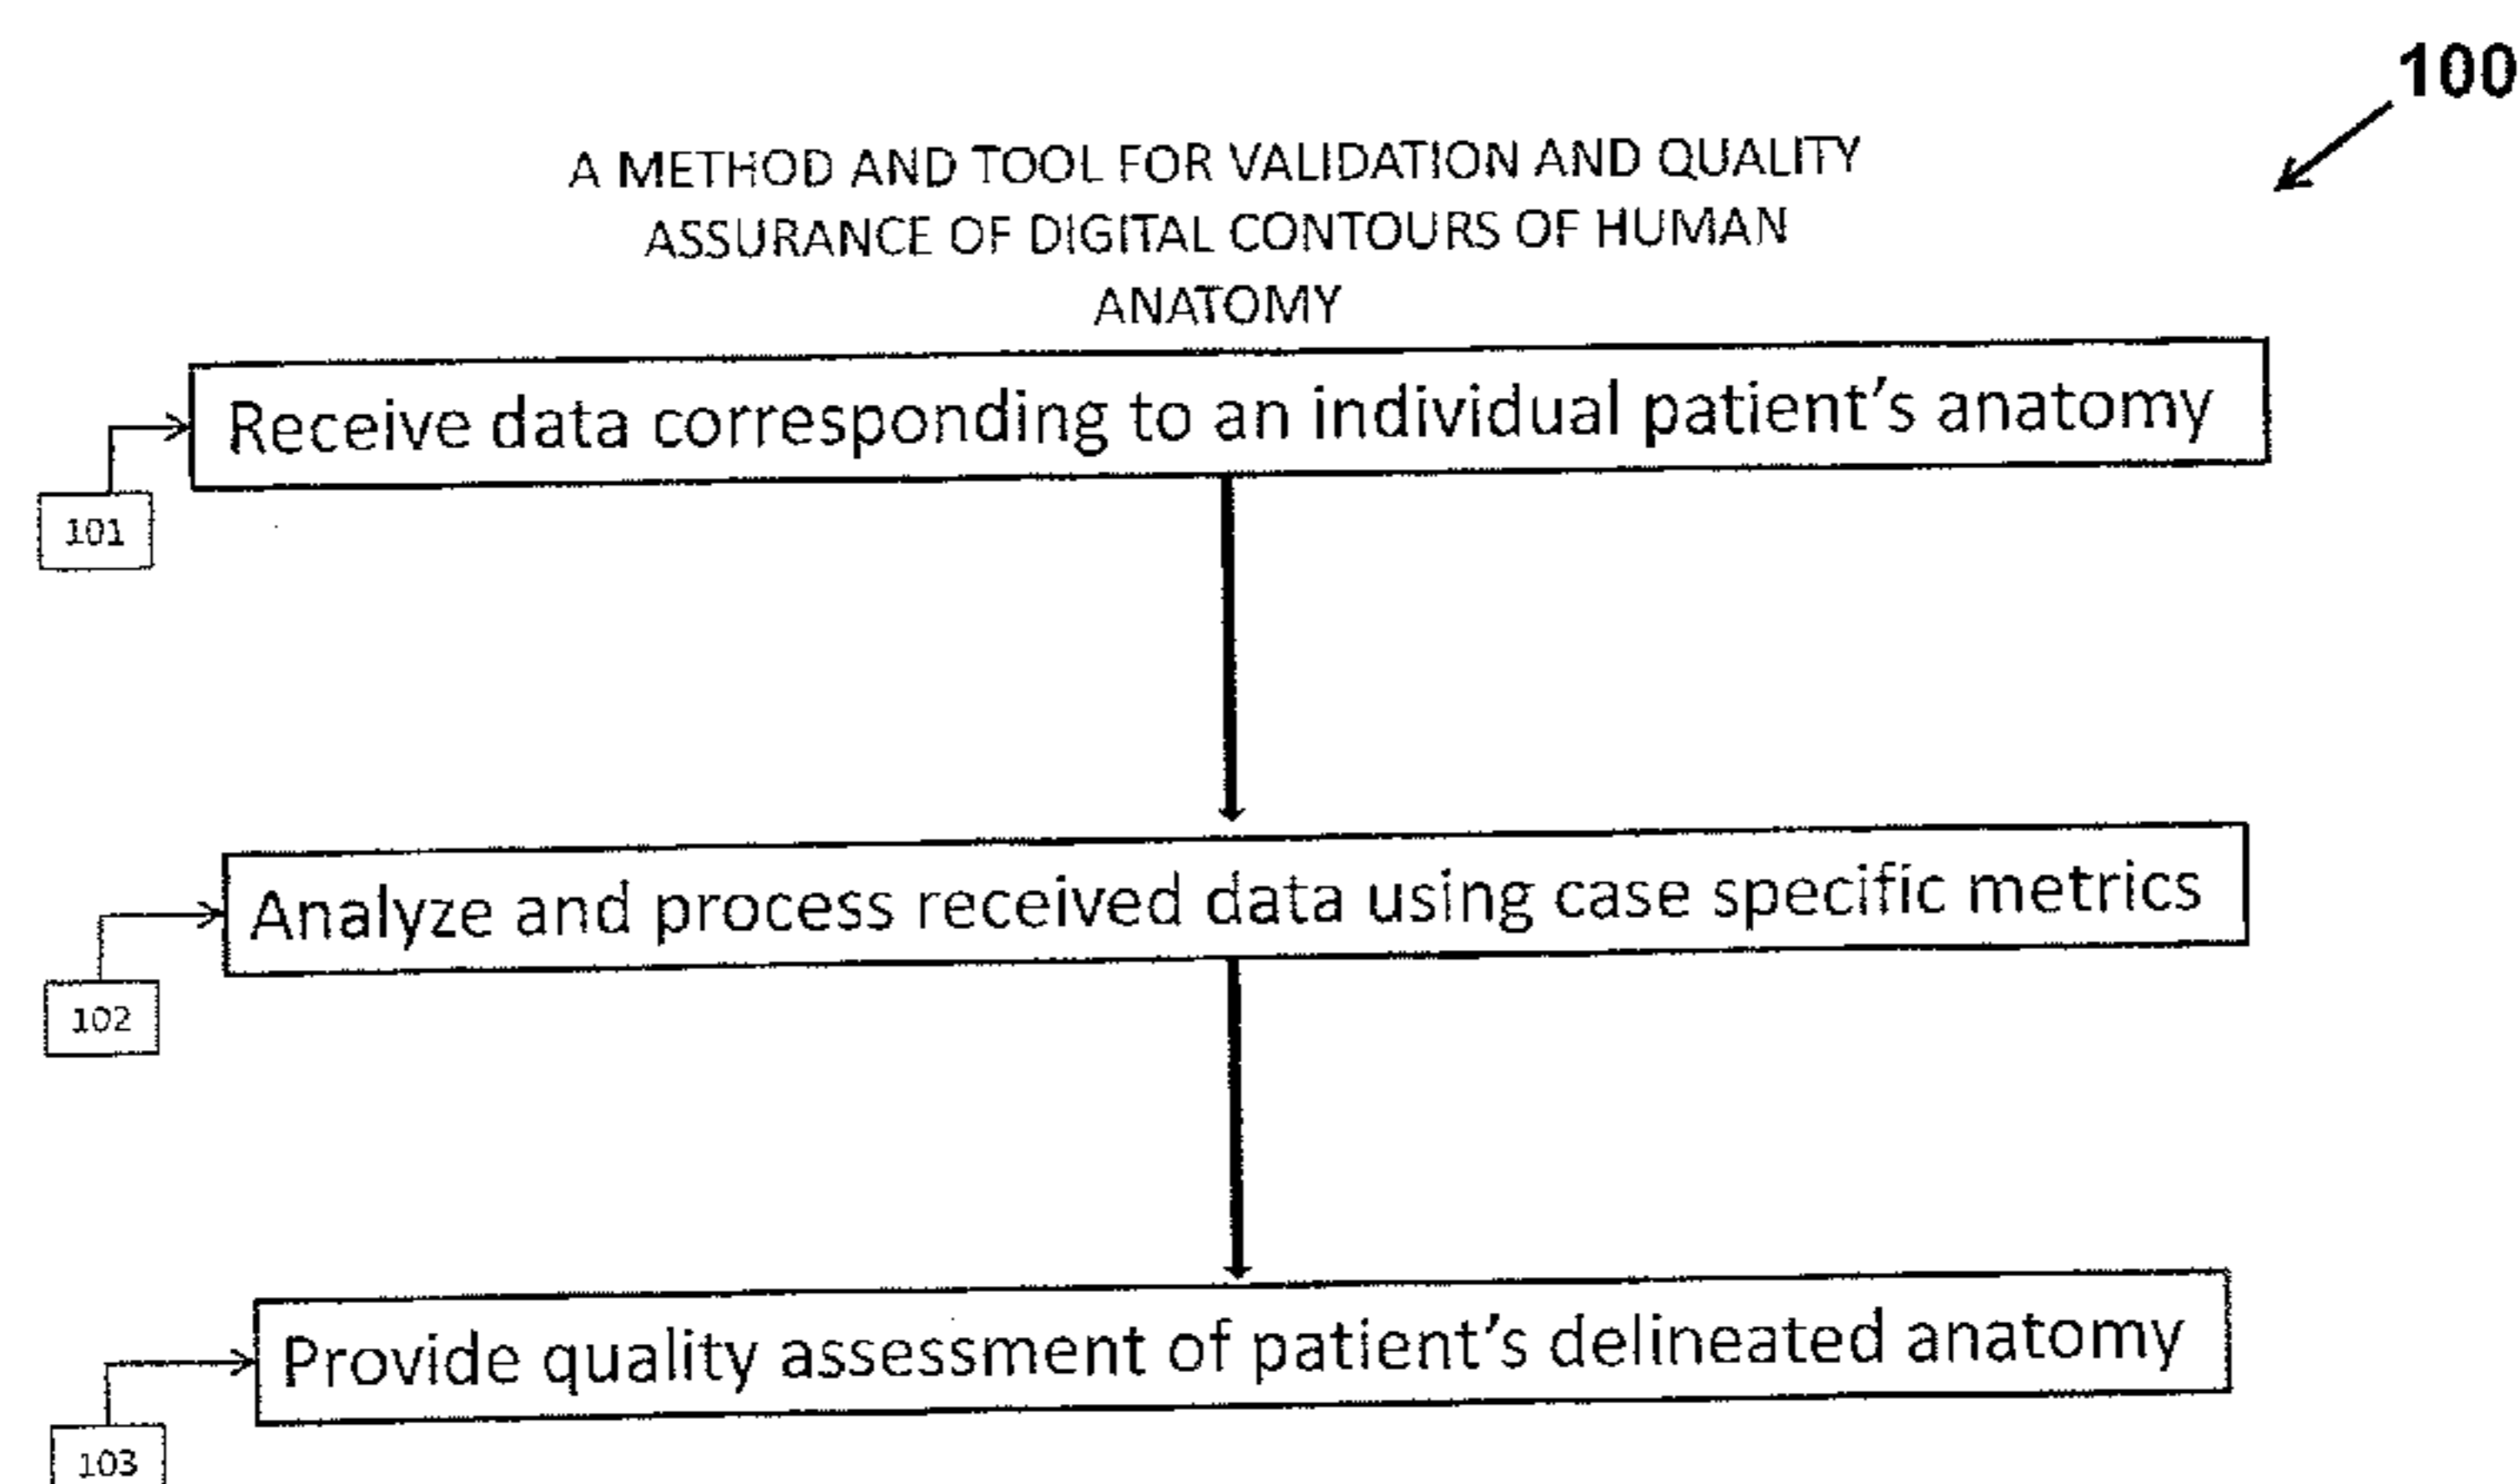 100
A METHOD AND TOOL FOR VALIDATION AND QUALITY
ASSURANCE OF DIGITAL CONTOURS OF HUMAN
ANATOMY
Receive data corresponding to an individual patient's anatomy
101
Analyze and process received data using case specific metrics
102
Provide quality assessment of patient's delineated anatomy
103